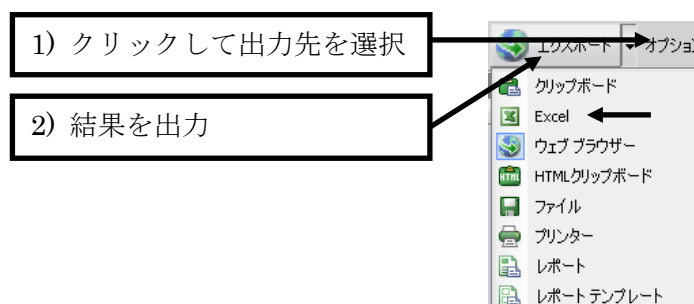 1) クリックして出力先を選択
エクスポート オプション
2) 結果を出力
クリップボード
Excel
ウェブ ブラウザー
HTMLクリップボード
ファイル
プリンター
レポート
レポート テンプレート